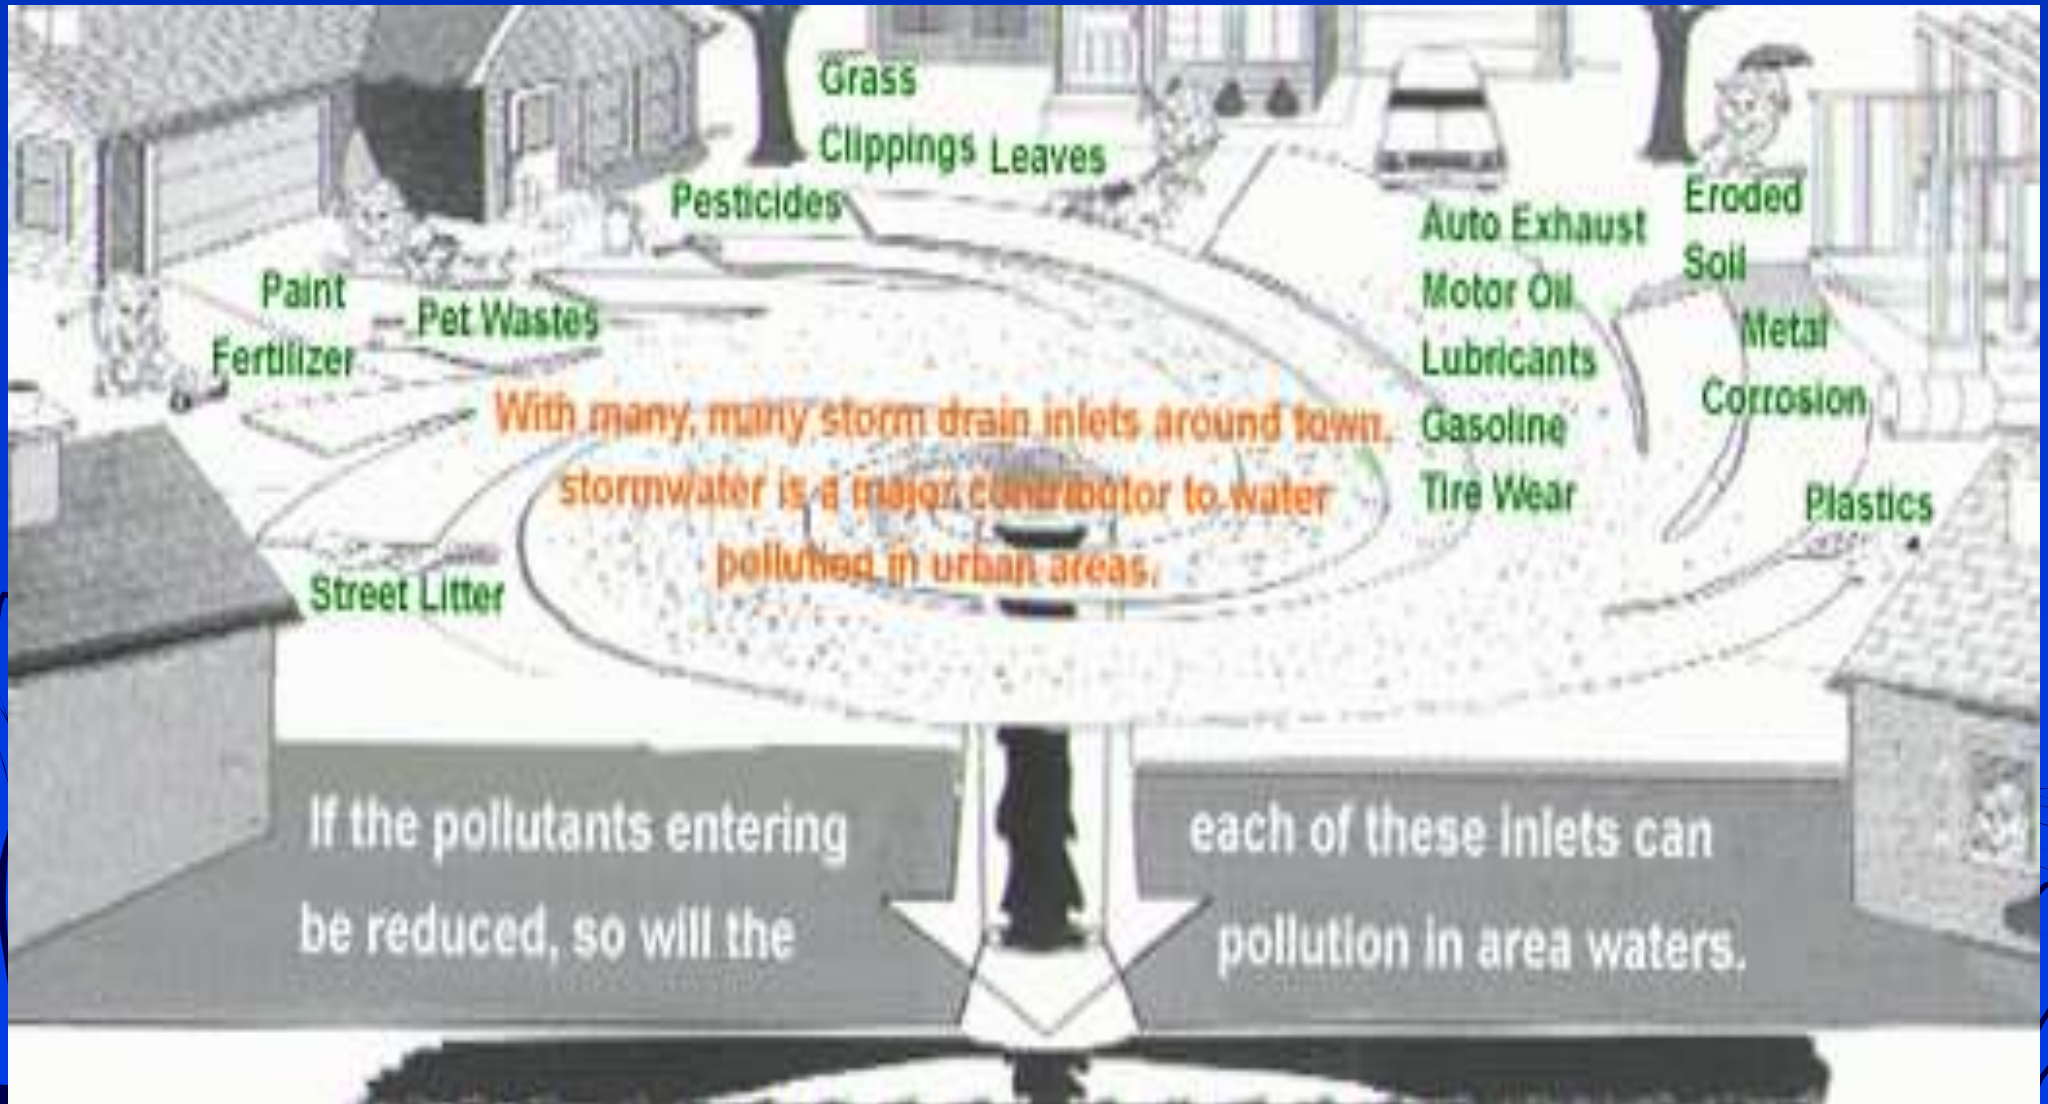 Grass
Clippings
Leaves
Pesticides
Auto Exhaust
Motor Oil
Lubricants
Gasoline
Tire Wear
Eroded
Soil
Metal
Corrosion
Plastics
Paint
Fertilizer
Pet Wastes
Street Litter
With many, many storm drain inlets around town,
stormwater is a major contributor to water
pollution in urban areas.
If the pollutants entering each of these inlets can
be reduced, so will the pollution in area waters.